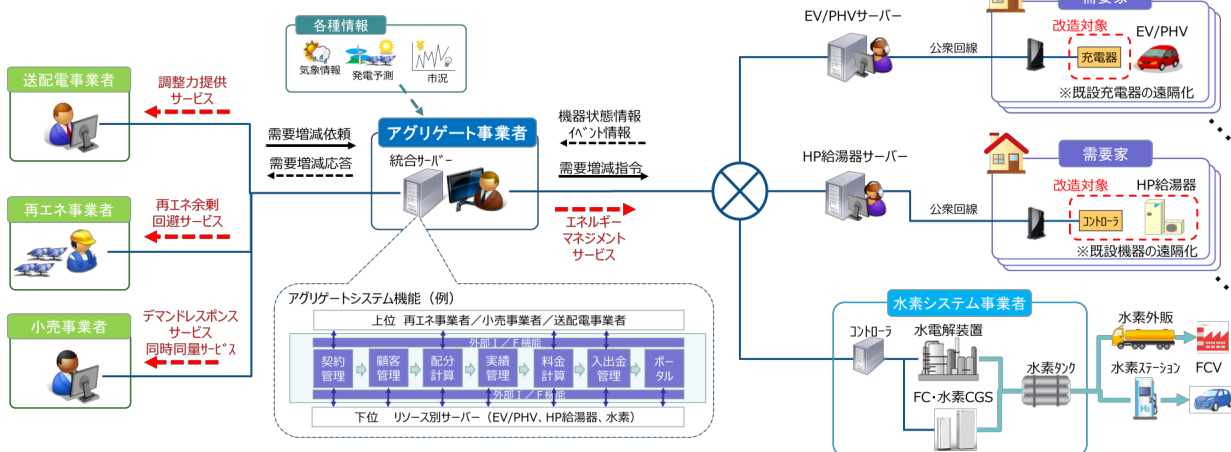 各種情報
気象情報
発電予測
市況
送配電事業者
調整力提供
サービス
再エネ事業者
再エネ余剰
回避サービス
小売事業者
デマンドレスポンス
サービス
同時同量サービス
需要増減依頼
需要増減応答
アグリゲート事業者
統合サーバー
機器状態情報
イベント情報
需要増減指令
エネルギー
マネジメント
サービス
アグリゲートシステム機能（例）
上位 再エネ事業者／小売事業者／送配電事業者
外部Ｉ／Ｆ機能
契約
管理
顧客
管理
配分
計算
実績
管理
料金
計算
入出金
管理
ポー
タル
外部Ｉ／Ｆ機能
下位 リソース別サーバー（EV/PHV、HP給湯器、水素）
EV/PHVサーバー
公衆回線
需要家
改造対象
EV/PHV
充電器
※既設充電器の遠隔化
HP給湯器サーバー
公衆回線
需要家
改造対象
HP給湯器
コントローラ
※既設機器の遠隔化
水素システム事業者
コントローラ
水電解装置
FC・水素CGS
水素タンク
水素外販
水素ステーション
FCV
H2